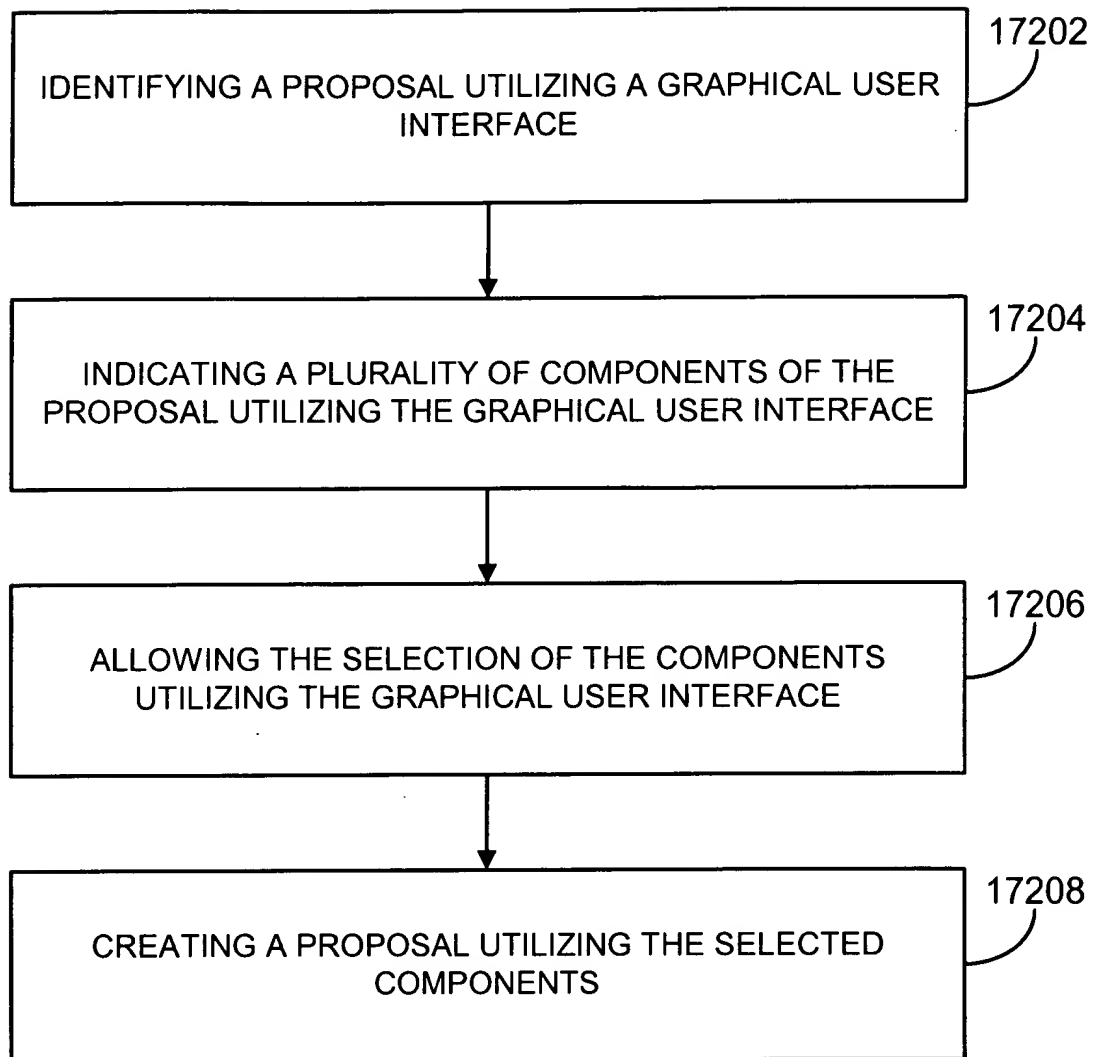 17202
IDENTIFYING A PROPOSAL UTILIZING A GRAPHICAL USER
INTERFACE
17204
INDICATING A PLURALITY OF COMPONENTS OF THE
PROPOSAL UTILIZING THE GRAPHICAL USER INTERFACE
17206
ALLOWING THE SELECTION OF THE COMPONENTS
UTILIZING THE GRAPHICAL USER INTERFACE
17208
CREATING A PROPOSAL UTILIZING THE SELECTED
COMPONENTS